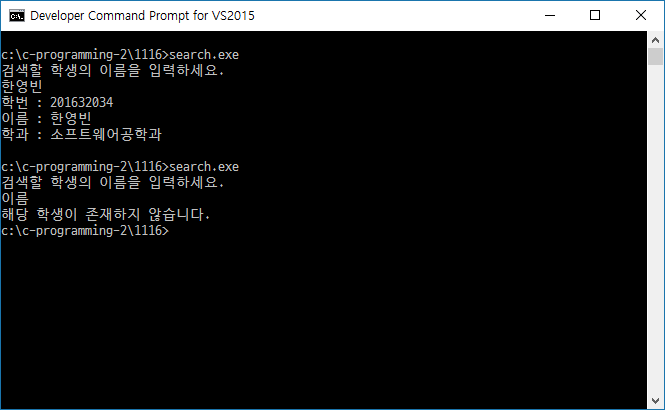 Developer Command Prompt for VS2015
c:\c-programming-2\1116>search.exe
검색할 학생의 이름을 입력하세요.
한영빈
학번 : 201632034
이름 : 한영빈
학과 : 소프트웨어공학과
c:\c-programming-2\1116>search.exe
검색할 학생의 이름을 입력하세요.
이름
해당 학생이 존재하지 않습니다.
c:\c-programming-2\1116>